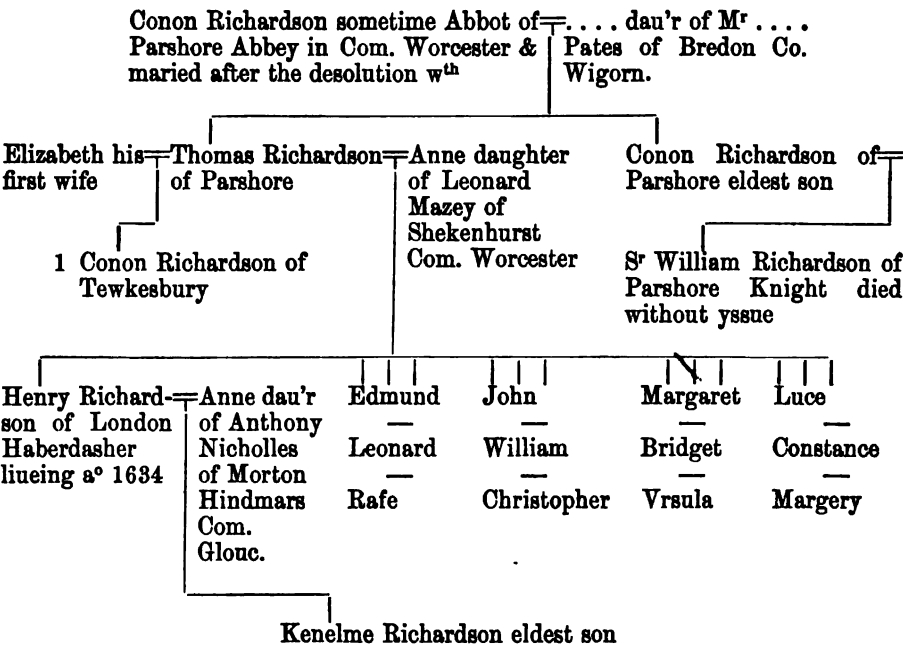 Conon Richardson sometime Abbot of
Parshore Abbey in Com. Worcester &
maried after the desolution wth
. . . . dau'r of Mr . . . .
Pates of Bredon Co.
Wigorn.
Elizabeth his
first wife
Thomas Richardson
of Parshore
Anne daughter
of Leonard
Mazey of
Shekenhurst
Com. Worcester
Conon Richardson of
Parshore eldest son
1 Conon Richardson of
Tewkesbury
Sr William Richardson of
Parshore Knight died
without yssue
Henry Richard-
son of London
Haberdasher
liueing ao 1634
Anne dau'r
of Anthony
Nicholles
of Morton
Hindmars
Com.
Glouc.
Edmund
Leonard
Rafe
John
William
Christopher
Margaret
Bridget
Vrsula
Luce
Constance
Margery
Kenelme Richardson eldest son